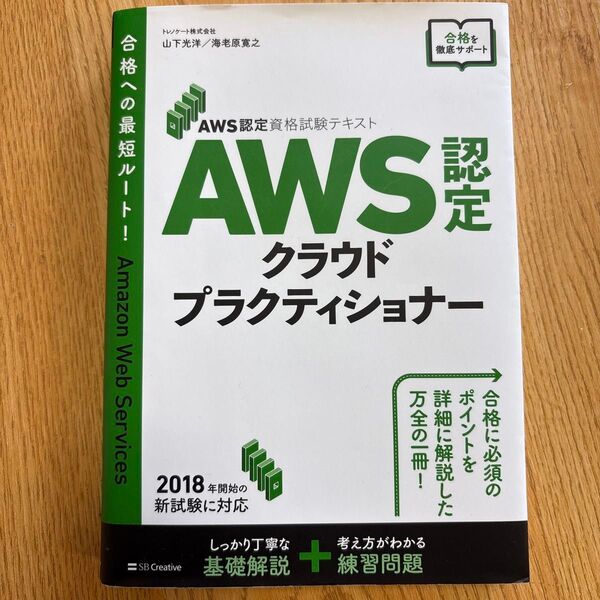 トレノケート株式会社
山下光洋／海老原寛之
合格を
徹底サポート
合格への最短ルート！ Amazon Web Services
AWS認定資格試験テキスト
AWS認定
クラウド
プラクティショナー
合格に必須の
ポイントを
詳細に解説した
万全の一冊！
2018年開始の
新試験に対応
しっかり丁寧な
基礎解説
+
考え方がわかる
練習問題
SB Creative